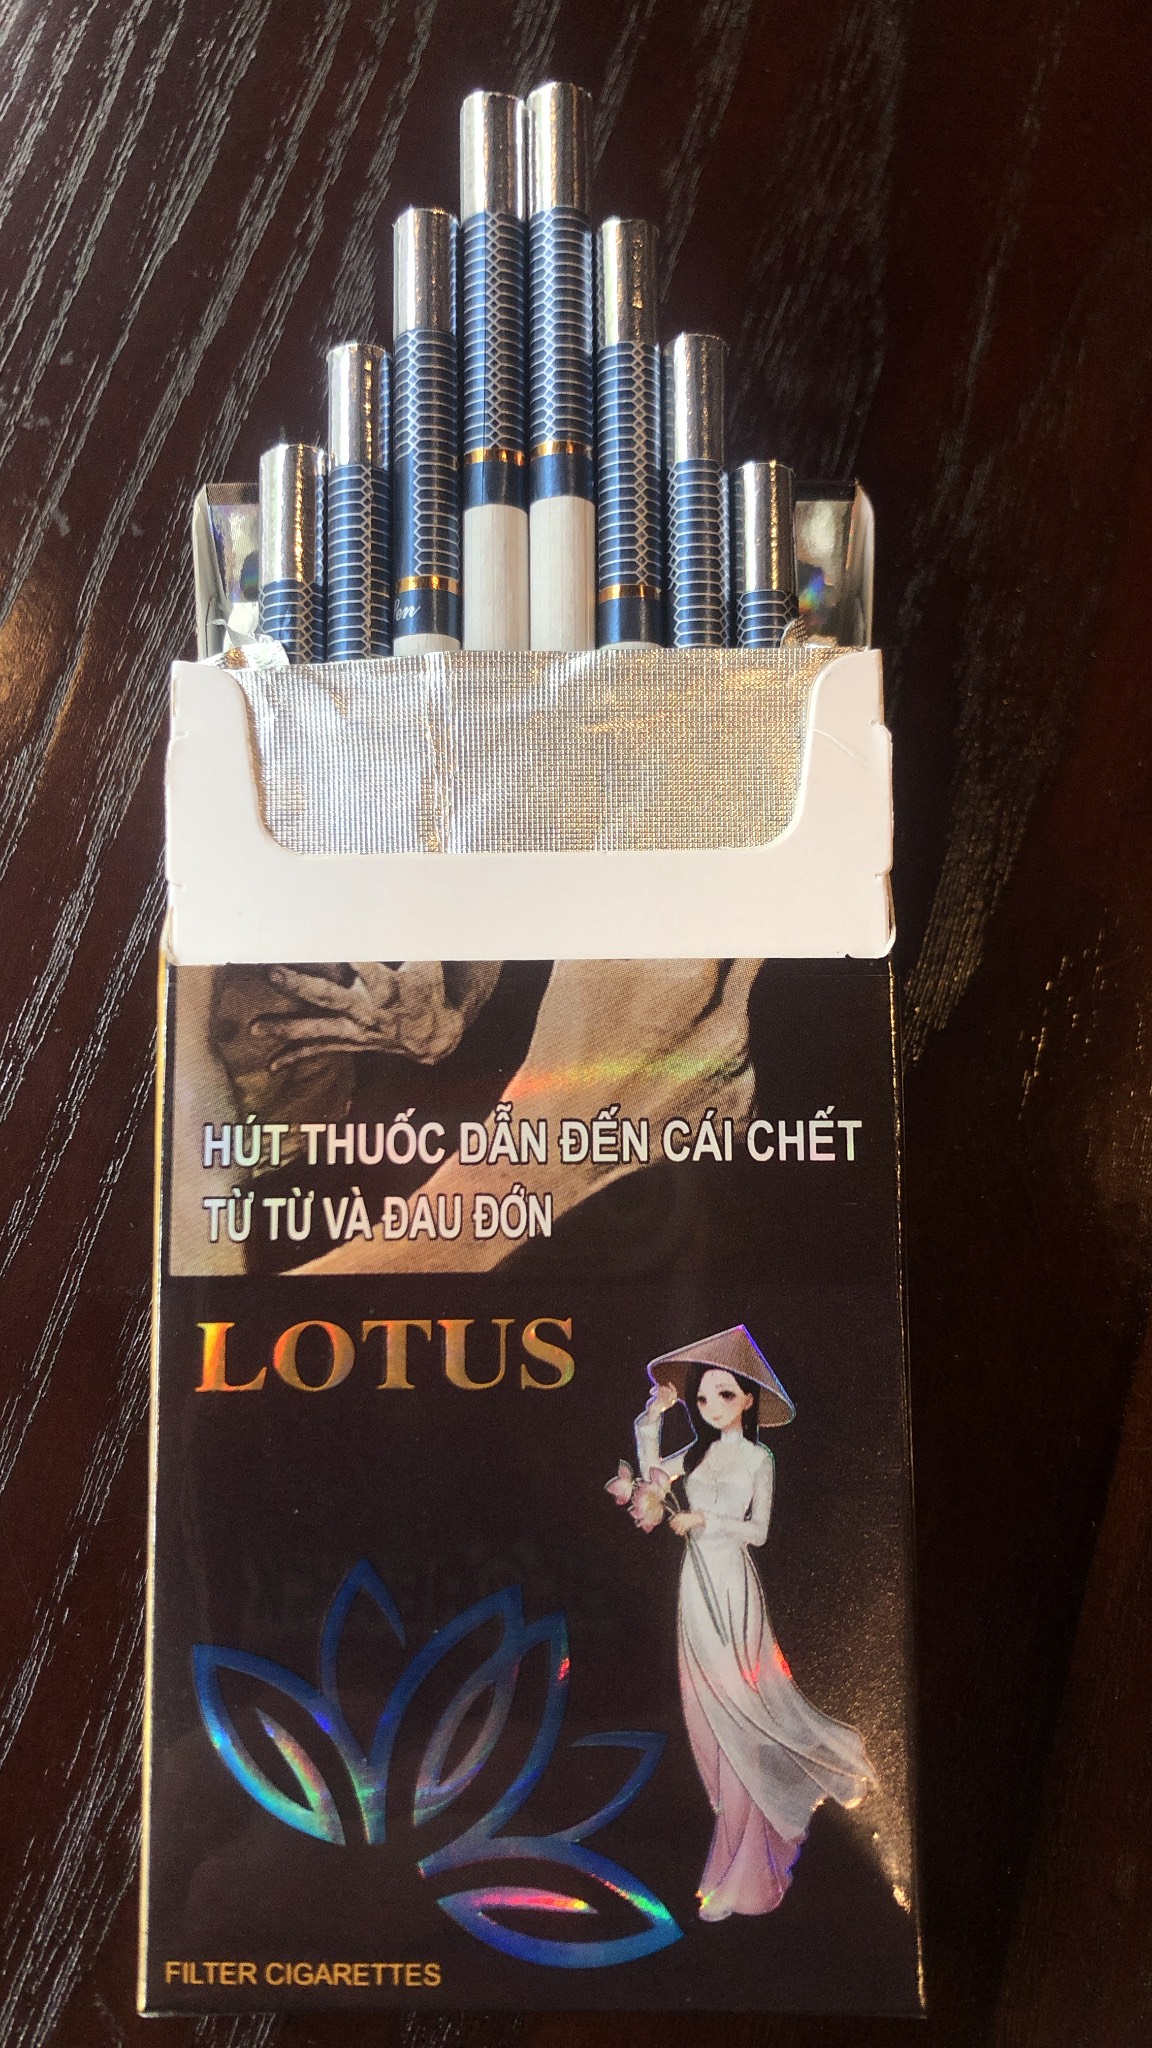 HÚT THUỐC DẪN ĐẾN CÁI CHẾT
TỪ TỪ VÀ ĐAU ĐỚN
LOTUS
FILTER CIGARETTES